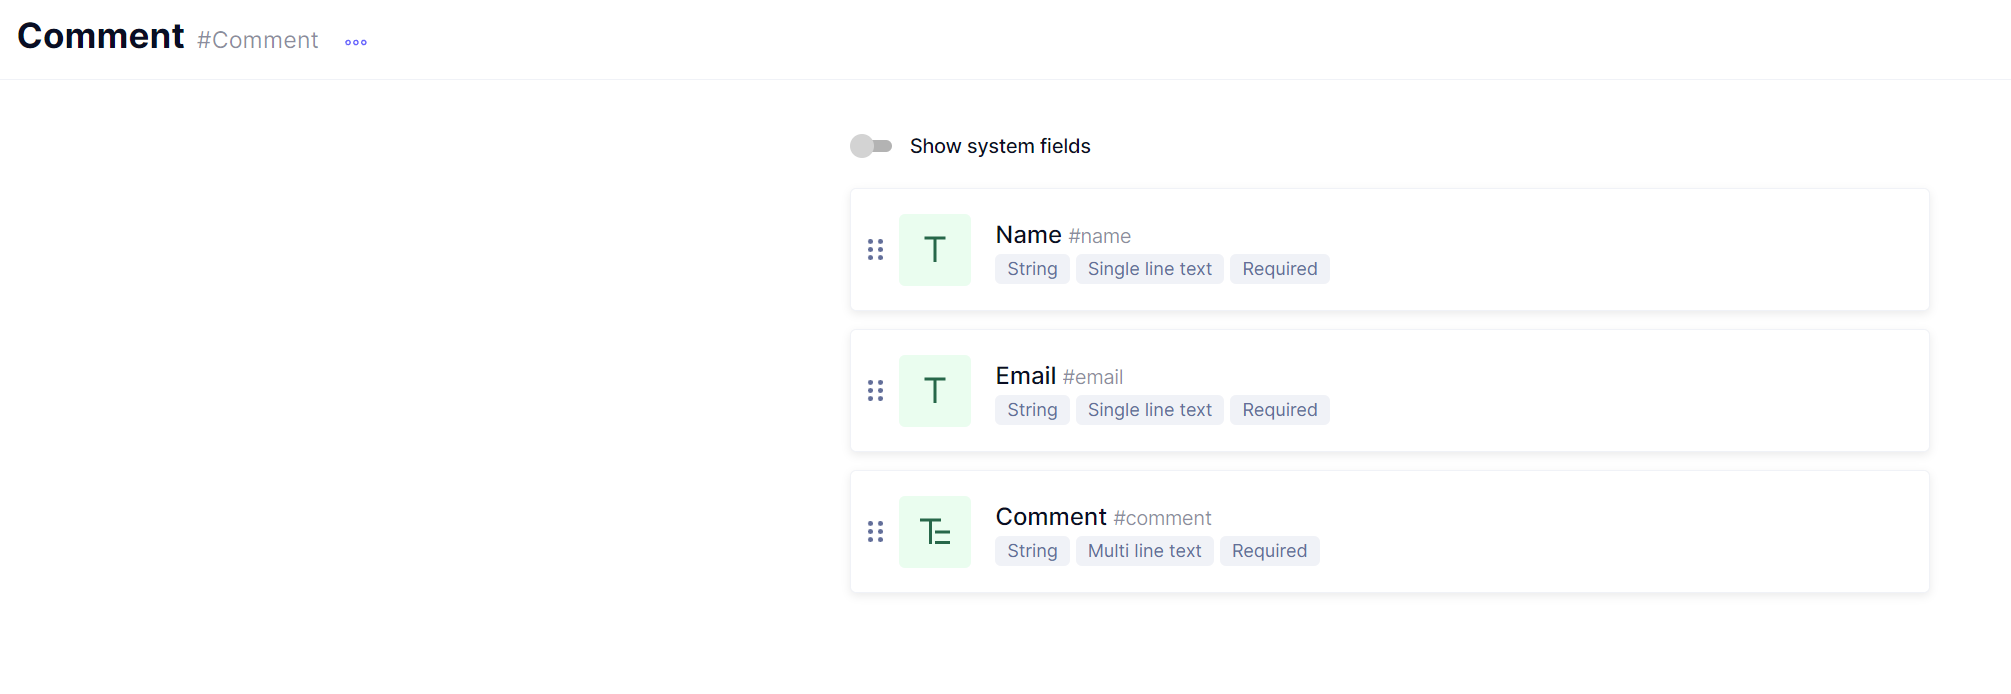 Comment #Comment
Show system fields
Name #name
String Single line text Required
Email #email
String Single line text Required
Comment #comment
String Multi line text Required